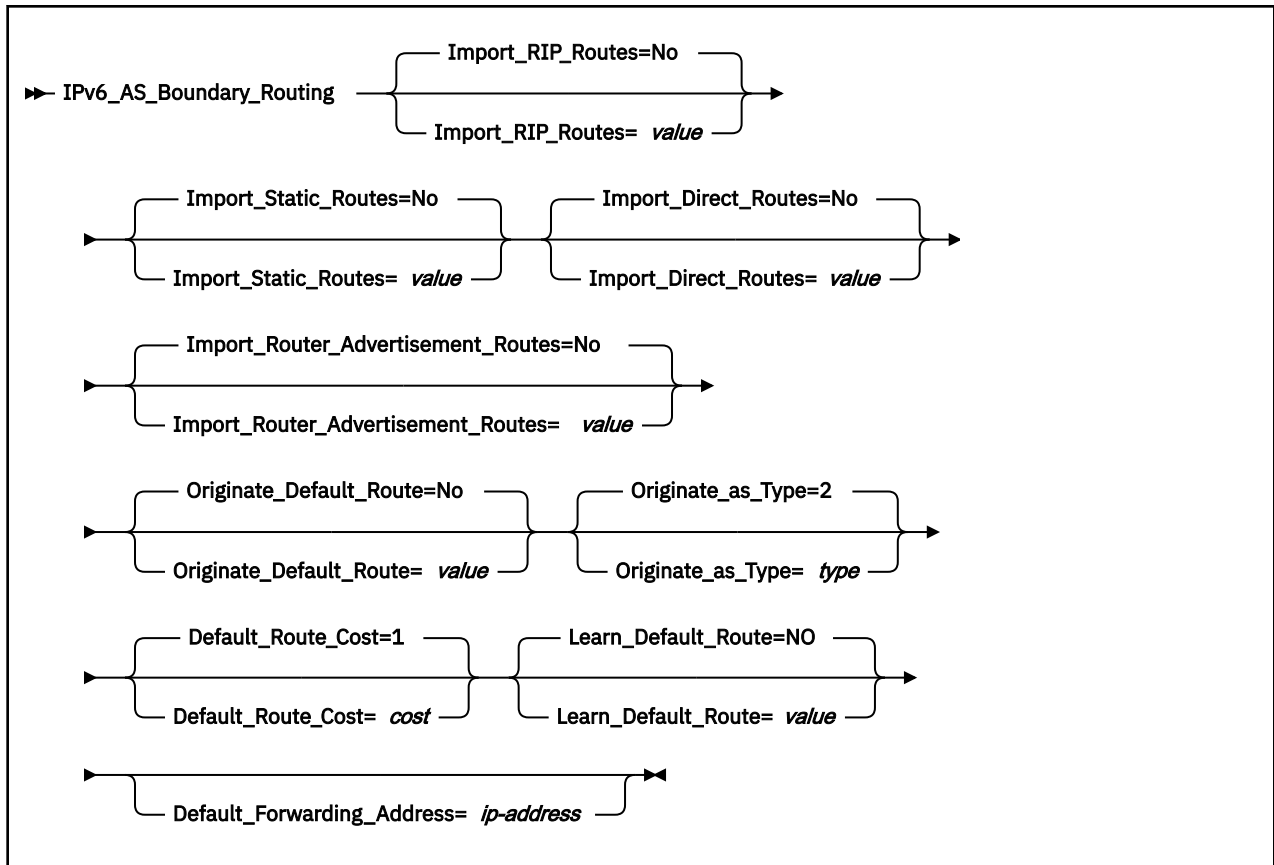 Import_RIP_Routes=No
IPv6_AS_Boundary_Routing
Import_RIP_Routes= value
Import_Static_Routes=No Import_Direct_Routes=No
Import_Static_Routes= value Import_Direct_Routes= value
Import_Router_Advertisement_Routes=No
Import_Router_Advertisement_Routes= value
Originate_Default_Route=No Originate_as_Type=2
Originate_Default_Route= value Originate_as_Type= type
Default_Route_Cost=1 Learn_Default_Route=NO
Default_Route_Cost= cost Learn_Default_Route= value
Default_Forwarding_Address= ip-address